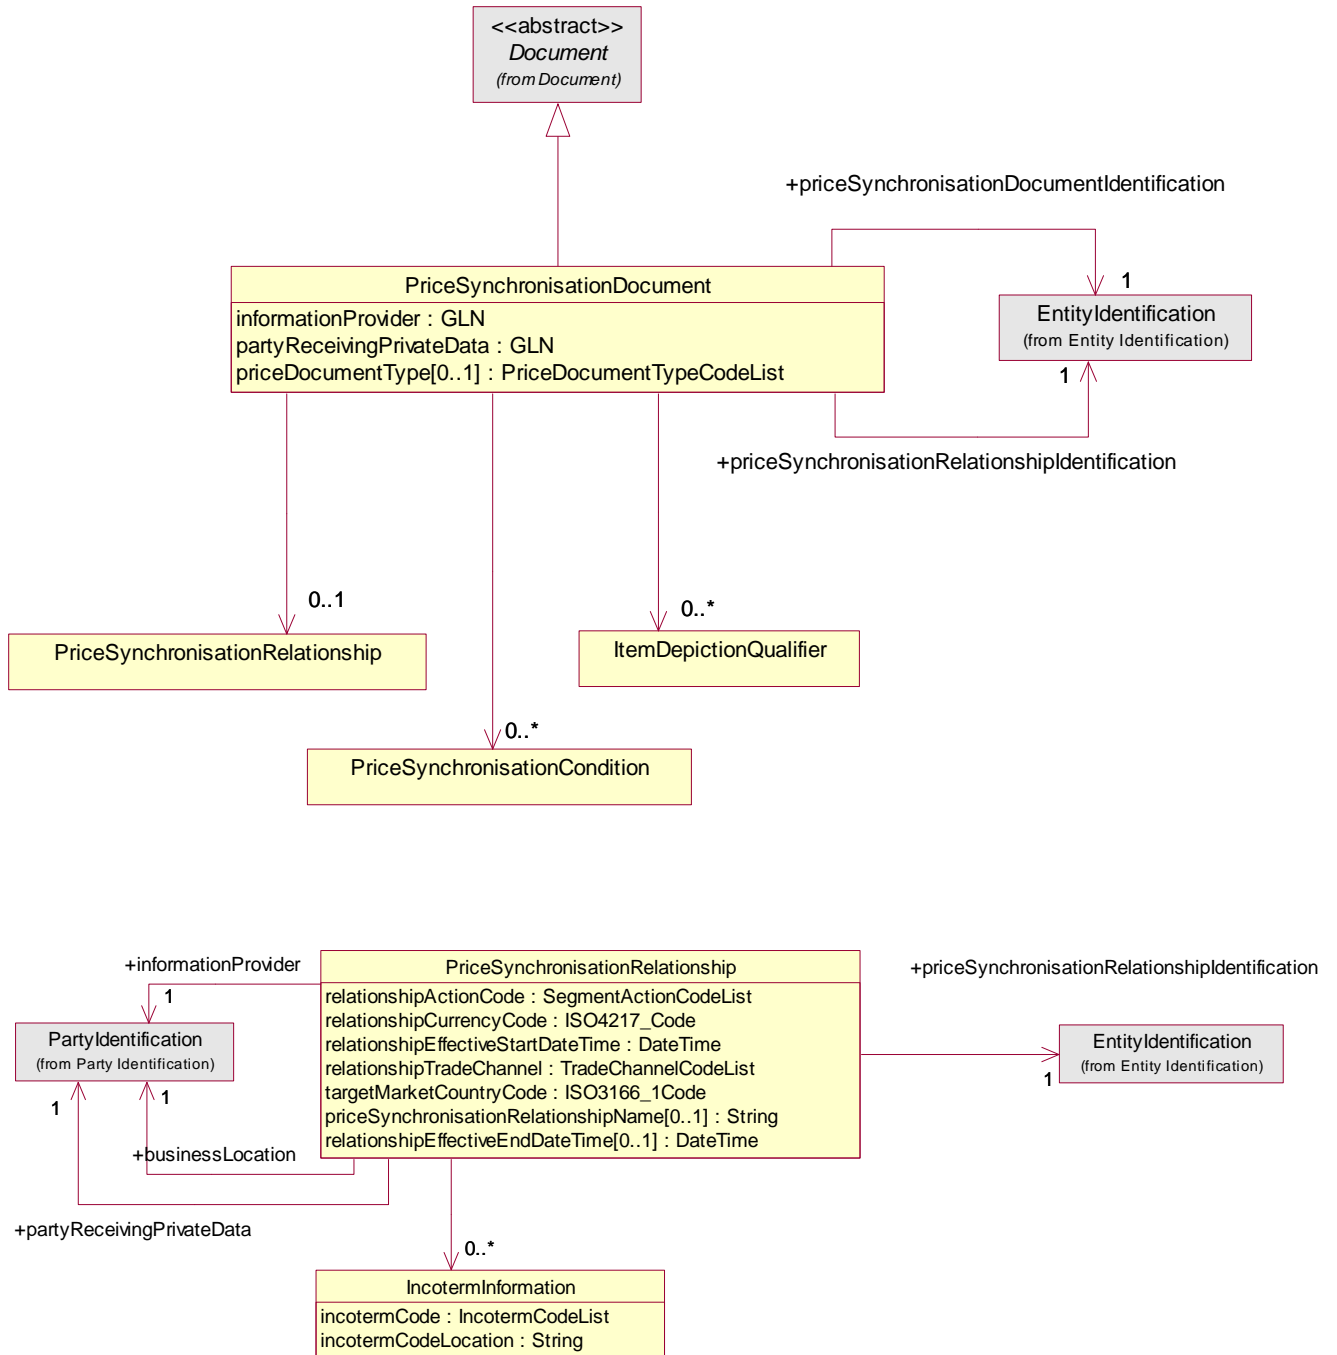 <<abstract>>
Document
(from Document)
+priceSynchronisationDocumentIdentification
1
EntityIdentification
(from Entity Identification)
1
+priceSynchronisationRelationshipIdentification
PriceSynchronisationDocument
informationProvider : GLN
partyReceivingPrivateData : GLN
priceDocumentType[0..1] : PriceDocumentTypeCodeList
0..1
PriceSynchronisationRelationship
0..*
ItemDepictionQualifier
0..*
PriceSynchronisationCondition
+informationProvider
1
PartyIdentification
(from Party Identification)
1
1
+businessLocation
+partyReceivingPrivateData
PriceSynchronisationRelationship
relationshipActionCode : SegmentActionCodeList
relationshipCurrencyCode : ISO4217_Code
relationshipEffectiveStartDateTime : DateTime
relationshipTradeChannel : TradeChannelCodeList
targetMarketCountryCode : ISO3166_1Code
priceSynchronisationRelationshipName[0..1] : String
relationshipEffectiveEndDateTime[0..1] : DateTime
+priceSynchronisationRelationshipIdentification
EntityIdentification
(from Entity Identification)
1
0..*
IncotermInformation
incotermCode : IncotermCodeList
incotermCodeLocation : String